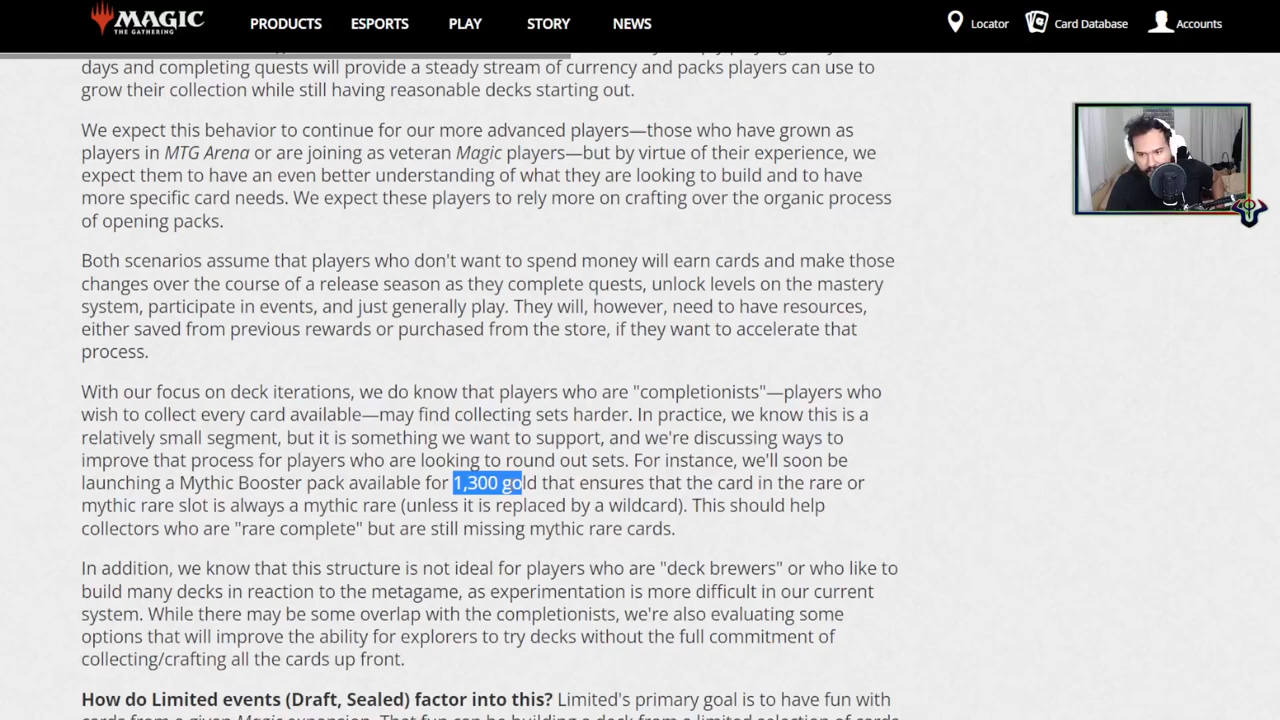 MAGIC
THE GATHERING
PRODUCTS
ESPORTS
PLAY
STORY
NEWS
Locator
Card Database
Accounts
days and completing quests will provide a steady stream of currency and packs players can use to
grow their collection while still having reasonable decks starting out.
We expect this behavior to continue for our more advanced players—those who have grown as
players in MTG Arena or are joining as veteran Magic players—but by virtue of their experience, we
expect them to have an even better understanding of what they are looking to build and to have
more specific card needs. We expect these players to rely more on crafting over the organic process
of opening packs.
Both scenarios assume that players who don't want to spend money will earn cards and make those
changes over the course of a release season as they complete quests, unlock levels on the mastery
system, participate in events, and just generally play. They will, however, need to have resources,
either saved from previous rewards or purchased from the store, if they want to accelerate that
process.
With our focus on deck iterations, we do know that players who are "completionists"—players who
wish to collect every card available—may find collecting sets harder. In practice, we know this is a
relatively small segment, but it is something we want to support, and we're discussing ways to
improve that process for players who are looking to round out sets. For instance, we'll soon be
launching a Mythic Booster pack available for 1,300 gold that ensures that the card in the rare or
mythic rare slot is always a mythic rare (unless it is replaced by a wildcard). This should help
collectors who are "rare complete" but are still missing mythic rare cards.
In addition, we know that this structure is not ideal for players who are "deck brewers" or who like to
build many decks in reaction to the metagame, as experimentation is more difficult in our current
system. While there may be some overlap with the completionists, we're also evaluating some
options that will improve the ability for explorers to try decks without the full commitment of
collecting/crafting all the cards up front.
How do Limited events (Draft, Sealed) factor into this? Limited's primary goal is to have fun with